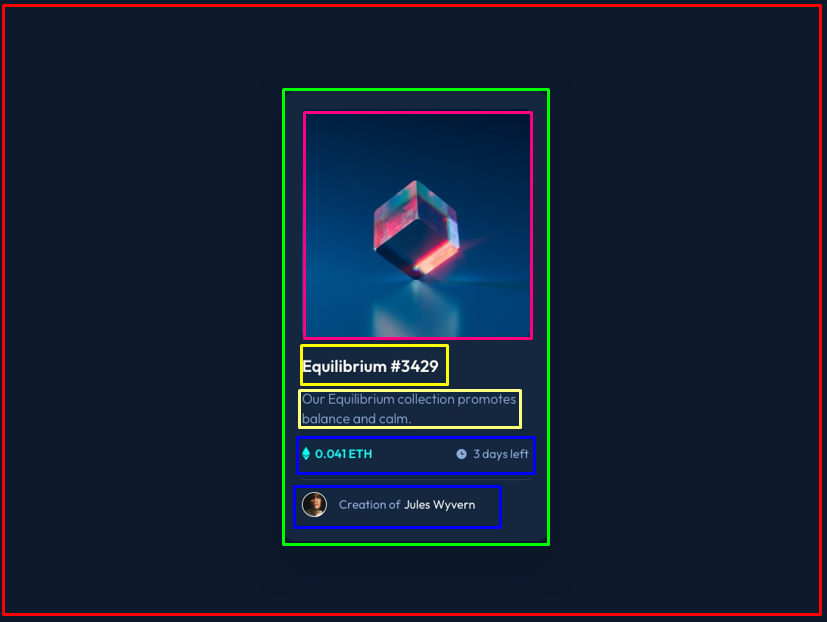 Equilibrium #3429
Our Equilibrium collection promotes
balance and calm.
0.041 ETH 3 days left
Creation of Jules Wyvern